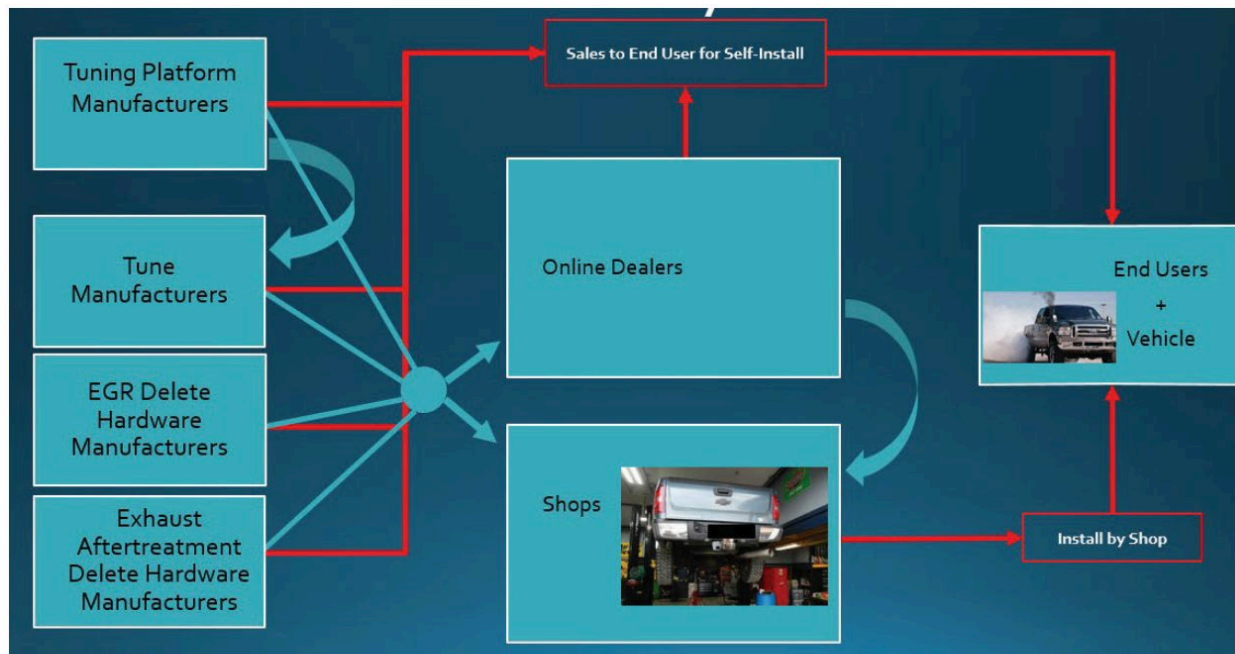 Tuning Platform
Manufacturers
Tune
Manufacturers
EGR Delete
Hardware
Manufacturers
Exhaust
Aftertreatment
Delete Hardware
Manufacturers
Sales to End User for Self-Install
Online Dealers
Shops
End Users
+
Vehicle
Install by Shop